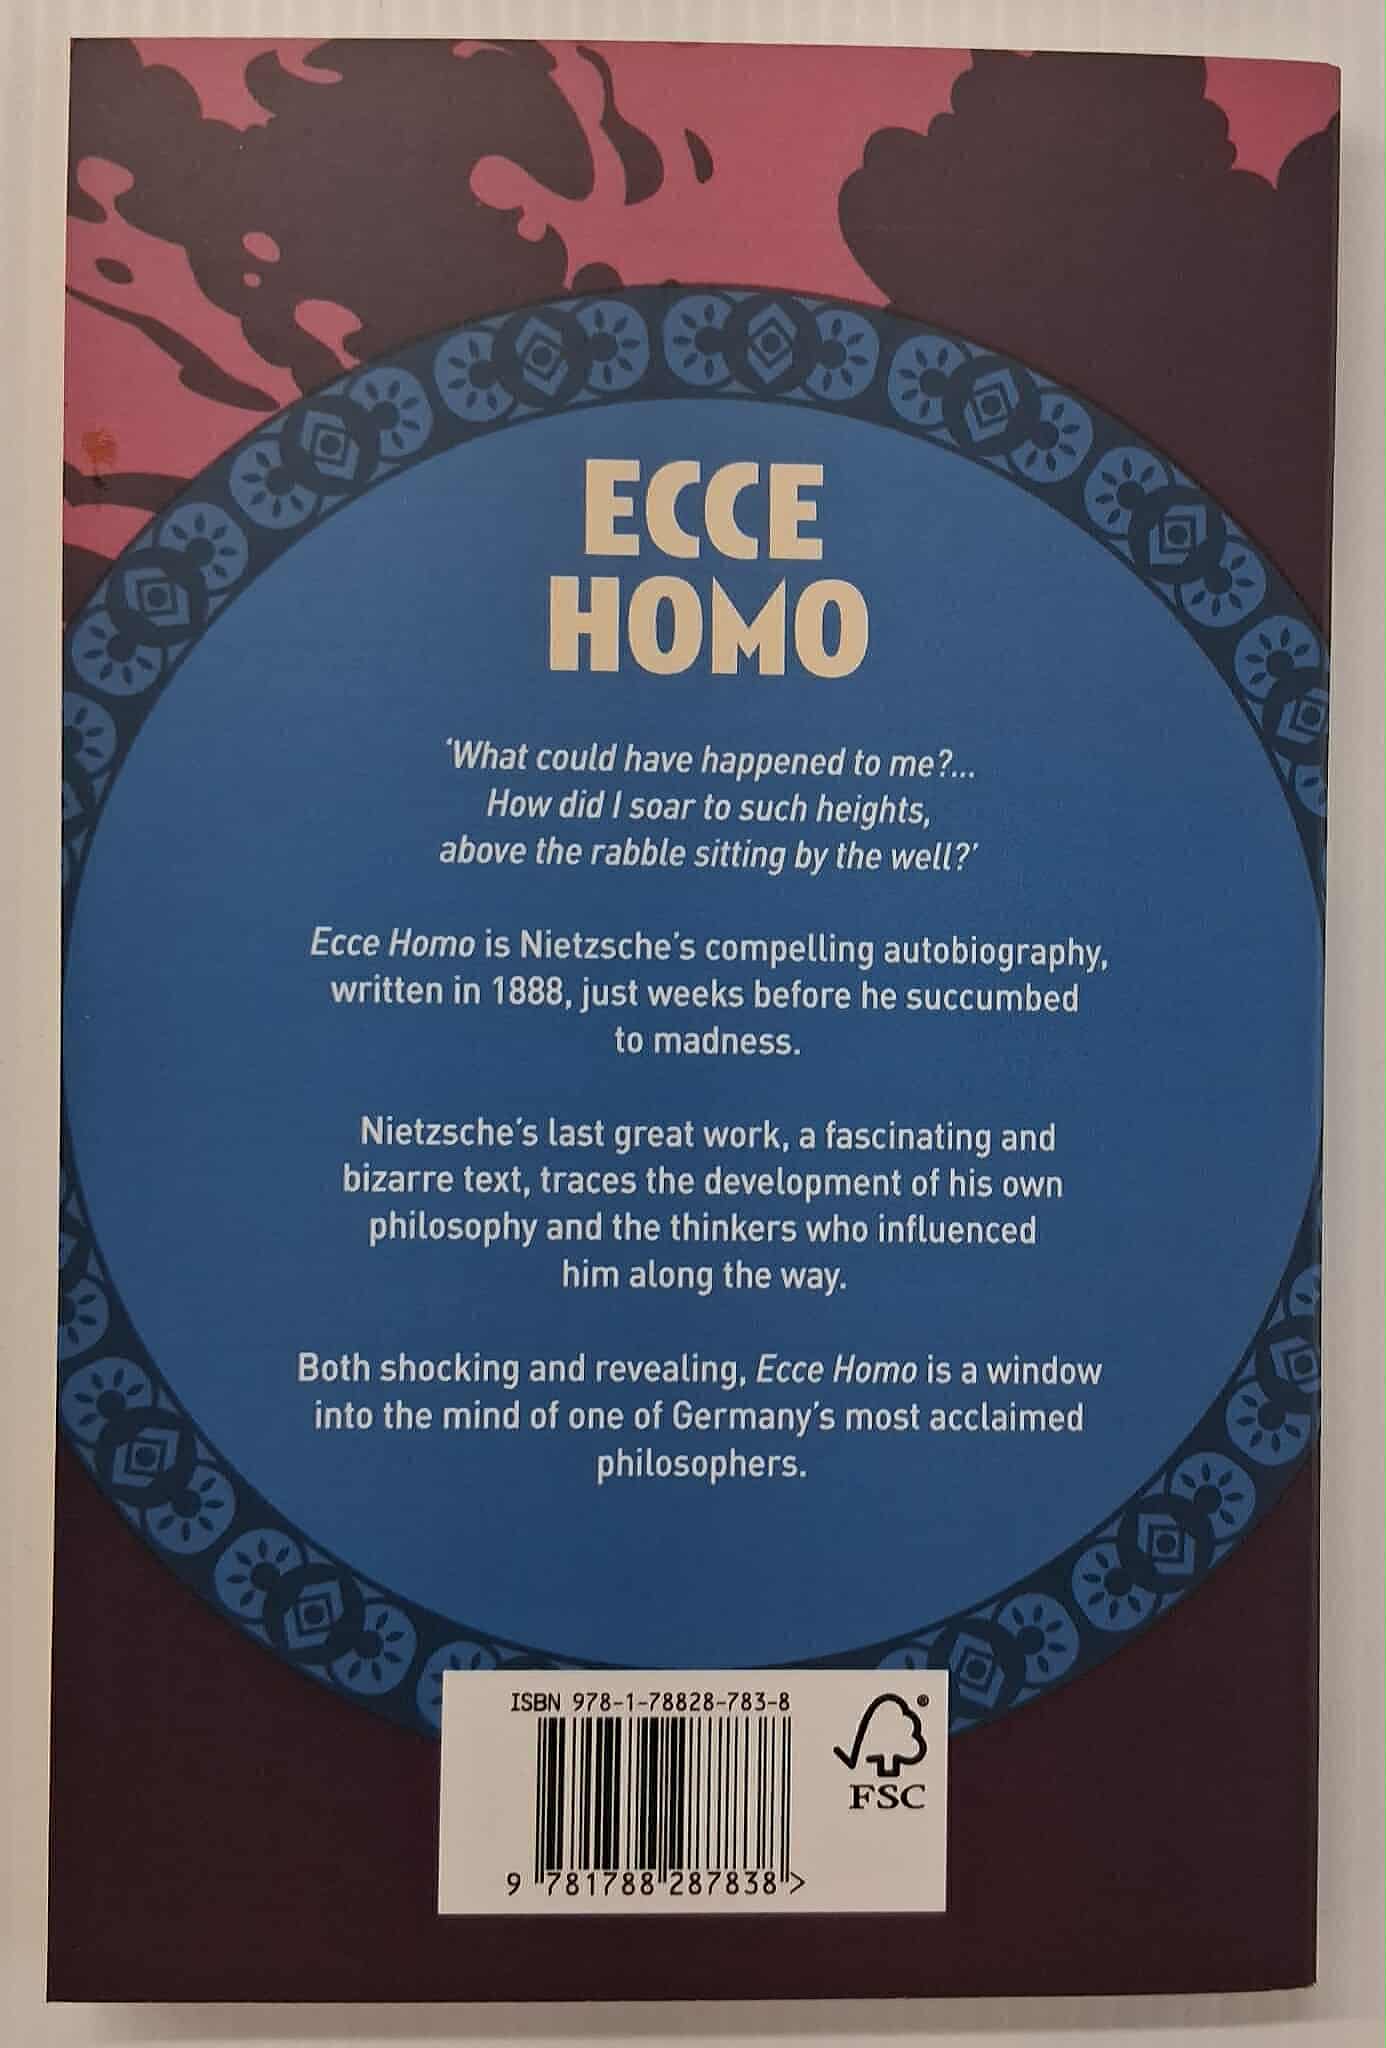 ECCE
HOMO
‘What could have happened to me?...
How did I soar to such heights,
above the rabble sitting by the well?’
Ecce Homo is Nietzsche’s compelling autobiography,
written in 1888, just weeks before he succumbed
to madness.
Nietzsche’s last great work, a fascinating and
bizarre text, traces the development of his own
philosophy and the thinkers who influenced
him along the way.
Both shocking and revealing, Ecce Homo is a window
into the mind of one of Germany’s most acclaimed
philosophers.
ISBN 978-1-78828-783-8
®
FSC
9 781788 287838 >